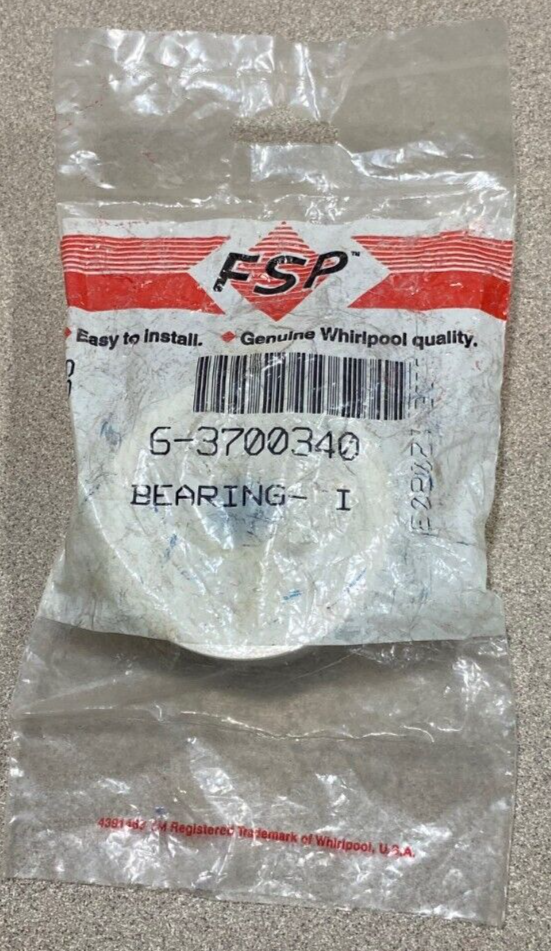 FSP™
Easy to install. Genuine Whirlpool quality.
6-3700340
BEARING- I
Registered Trademark of Whirlpool, U.S.A.